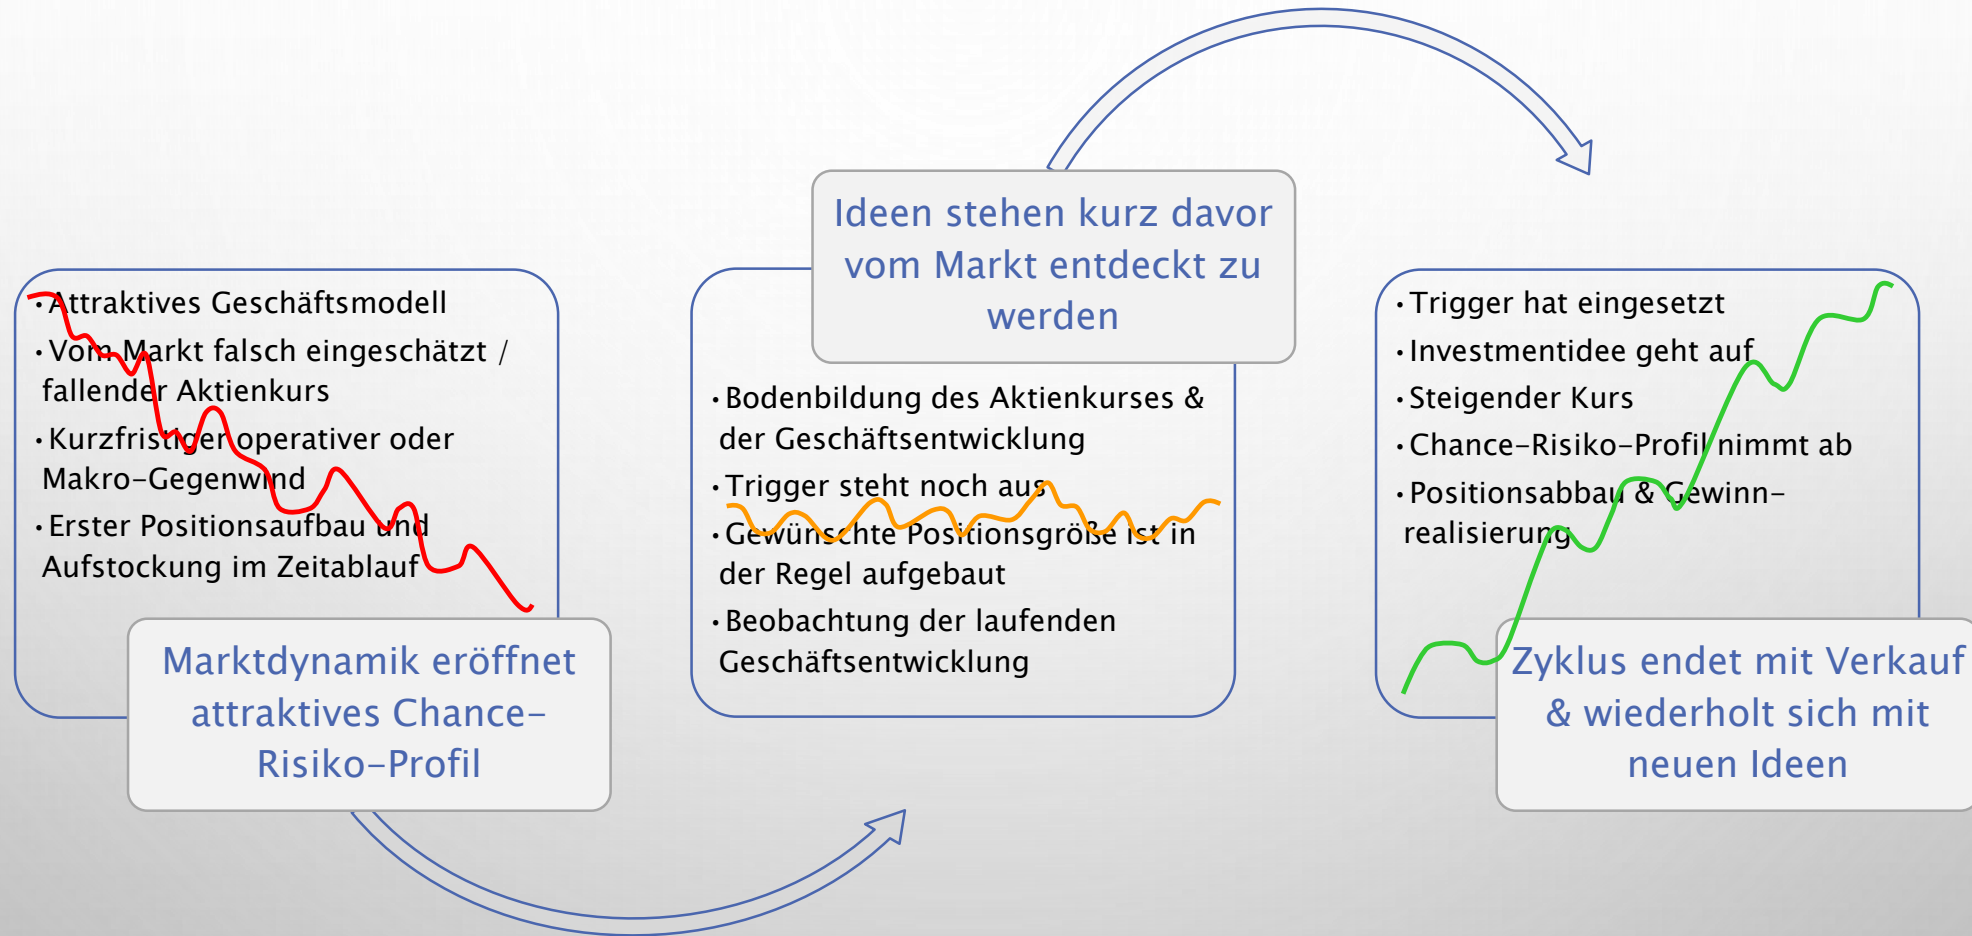 ·Attraktives Geschäftsmodell
·Vom Markt falsch eingeschätzt /
fallender Aktienkurs
·Kurzfristiger operativer oder
Makro-Gegenwind
·Erster Positionsaufbau und
Aufstockung im Zeitablauf
Marktdynamik eröffnet
attraktives Chance-
Risiko-Profil
Ideen stehen kurz davor
vom Markt entdeckt zu
werden
·Bodenbildung des Aktienkurses &
der Geschäftsentwicklung
·Trigger steht noch aus
·Gewünschte Positionsgröße ist in
der Regel aufgebaut
·Beobachtung der laufenden
Geschäftsentwicklung
·Trigger hat eingesetzt
·Investmentidee geht auf
·Steigender Kurs
·Chance-Risiko-Profil nimmt ab
·Positionsabbau & Gewinn-
realisierung
Zyklus endet mit Verkauf
& wiederholt sich mit
neuen Ideen